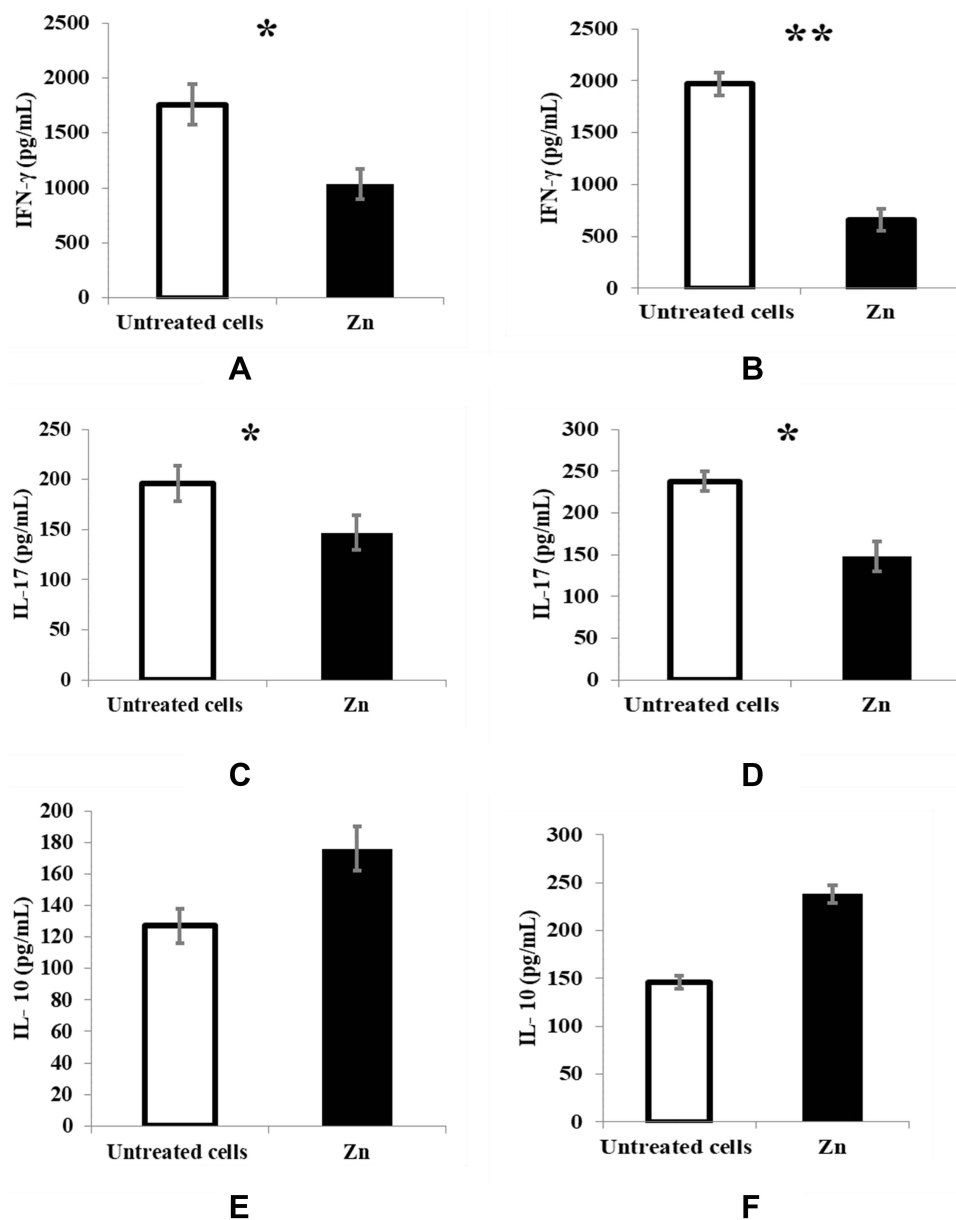 2500
2000
1500
1000
500
0
IFN-γ (pg/mL)
*
Untreated cells Zn
A
2500
2000
1500
1000
500
0
IFN-γ (pg/mL)
**
Untreated cells Zn
B
250
200
150
100
50
0
IL-17 (pg/mL)
*
Untreated cells Zn
C
300
250
200
150
100
50
0
IL-17 (pg/mL)
*
Untreated cells Zn
D
200
180
160
140
120
100
80
60
40
20
0
IL- 10 (pg/mL)
Untreated cells Zn
E
300
250
200
150
100
50
0
IL- 10 (pg/mL)
Untreated cells Zn
F